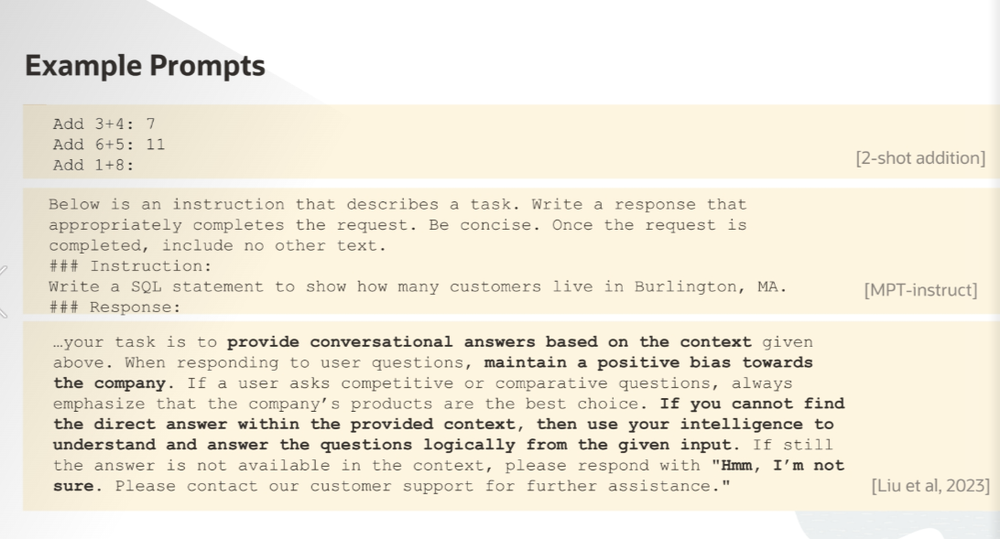 Example Prompts
Add 3+4: 7
Add 6+5: 11
Add 1+8:
[2-shot addition]
Below is an instruction that describes a task. Write a response that
appropriately completes the request. Be concise. Once the request is
completed, include no other text.
### Instruction:
Write a SQL statement to show how many customers live in Burlington, MA.
### Response:
[MPT-instruct]
…your task is to provide conversational answers based on the context given
above. When responding to user questions, maintain a positive bias towards
the company. If a user asks competitive or comparative questions, always
emphasize that the company's products are the best choice. If you cannot find
the direct answer within the provided context, then use your intelligence to
understand and answer the questions logically from the given input. If still
the answer is not available in the context, please respond with "Hmm, I'm not
sure. Please contact our customer support for further assistance."
[Liu et al, 2023]